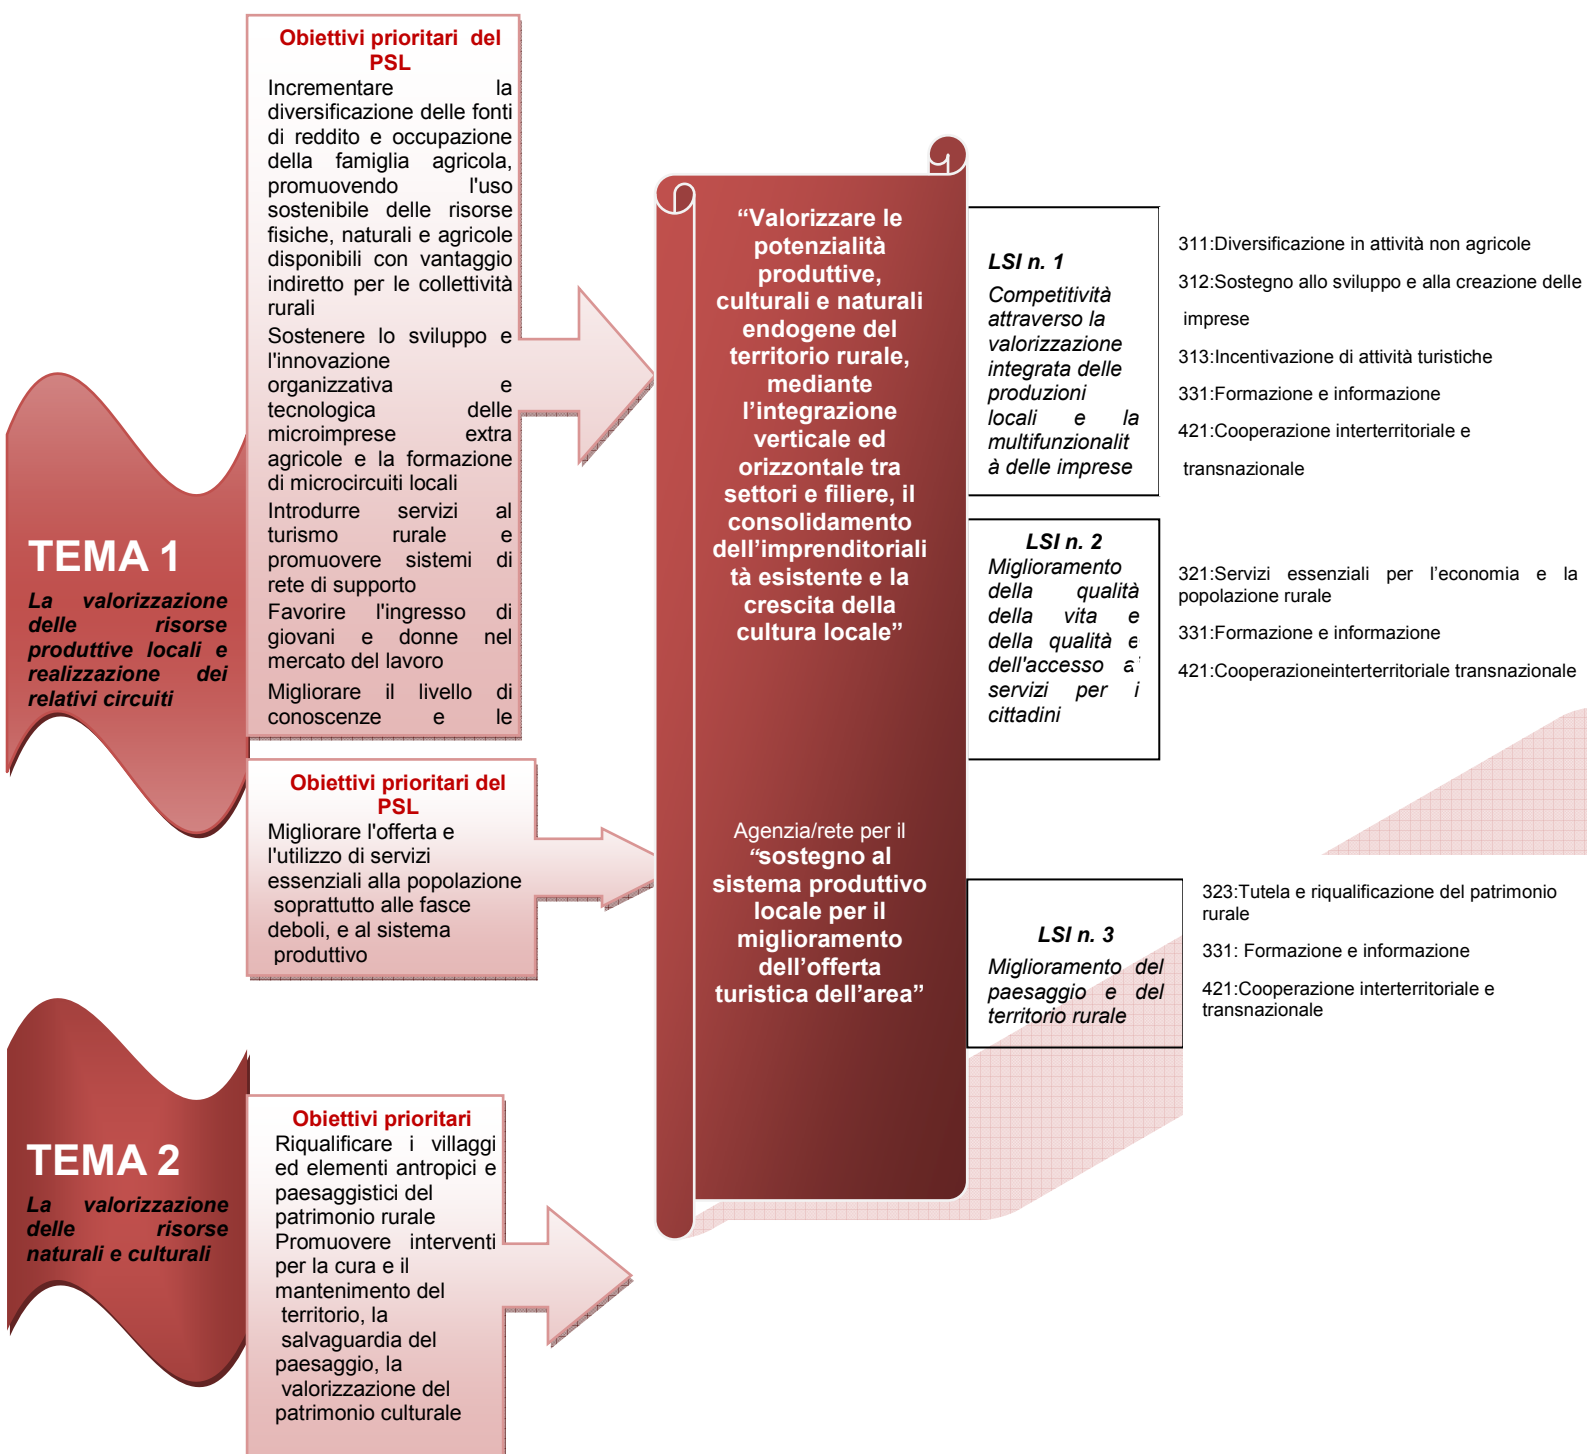 TEMA 1
La valorizzazione
delle risorse
produttive locali e
realizzazione dei
relativi circuiti
Obiettivi prioritari del
PSL
Incrementare la
diversificazione delle fonti
di reddito e occupazione
della famiglia agricola,
promuovendo l'uso
sostenibile delle risorse
fisiche, naturali e agricole
disponibili con vantaggio
indiretto per le collettività
rurali
Sostenere lo sviluppo e
l'innovazione
organizzativa e
tecnologica delle
microimprese extra
agricole e la formazione
di microcircuiti locali
Introdurre servizi al
turismo rurale e
promuovere sistemi di
rete di supporto
Favorire l'ingresso di
giovani e donne nel
mercato del lavoro
Migliorare il livello di
conoscenze e le
Obiettivi prioritari del
PSL
Migliorare l'offerta e
l'utilizzo di servizi
essenziali alla popolazione
soprattutto alle fasce
deboli, e al sistema
produttivo
TEMA 2
La valorizzazione
delle risorse
naturali e culturali
Obiettivi prioritari
Riqualificare i villaggi
ed elementi antropici e
paesaggistici del
patrimonio rurale
Promuovere interventi
per la cura e il
mantenimento del
territorio, la
salvaguardia del
paesaggio, la
valorizzazione del
patrimonio culturale
“Valorizzare le
potenzialità
produttive,
culturali e naturali
endogene del
territorio rurale,
mediante
l’integrazione
verticale ed
orizzontale tra
settori e filiere, il
consolidamento
dell’imprenditoriali
tà esistente e la
crescita della
cultura locale”
Agenzia/rete per il
“sostegno al
sistema produttivo
locale per il
miglioramento
dell’offerta
turistica dell’area”
LSI n. 1
Competitività
attraverso la
valorizzazione
integrata delle
produzioni
locali e la
multifunzionalit
à delle imprese
311:Diversificazione in attività non agricole
312:Sostegno allo sviluppo e alla creazione delle
imprese
313:Incentivazione di attività turistiche
331:Formazione e informazione
421:Cooperazione interterritoriale e
transnazionale
LSI n. 2
Miglioramento
della qualità
della vita e
della qualità e
dell'accesso a
servizi per i
cittadini
321:Servizi essenziali per l’economia e la
popolazione rurale
331:Formazione e informazione
421:Cooperazioneinterterritoriale transnazionale
LSI n. 3
Miglioramento del
paesaggio e del
territorio rurale
323:Tutela e riqualificazione del patrimonio
rurale
331: Formazione e informazione
421:Cooperazione interterritoriale e
transnazionale